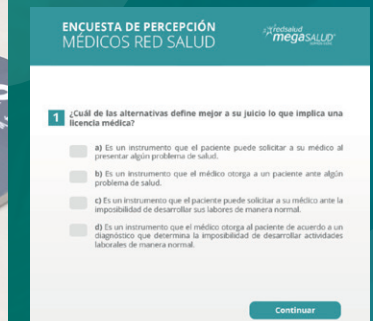 ENCUESTA DE PERCEPCIÓN
MÉDICOS RED SALUD
redsalud
megaSALUD
1 ¿Cuál de las alternativas define mejor a su juicio lo que implica una
licencia médica?
a) Es un instrumento que el paciente puede solicitar a su médico al
presentar algún problema de salud.
b) Es un instrumento que el médico otorga a un paciente ante algún
problema de salud.
c) Es un instrumento que el paciente puede solicitar a su médico ante la
imposibilidad de desarrollar sus labores de manera normal.
d) Es un instrumento que el médico otorga al paciente de acuerdo a un
diagnóstico que determina la imposibilidad de desarrollar actividades
laborales de manera normal.
Continuar